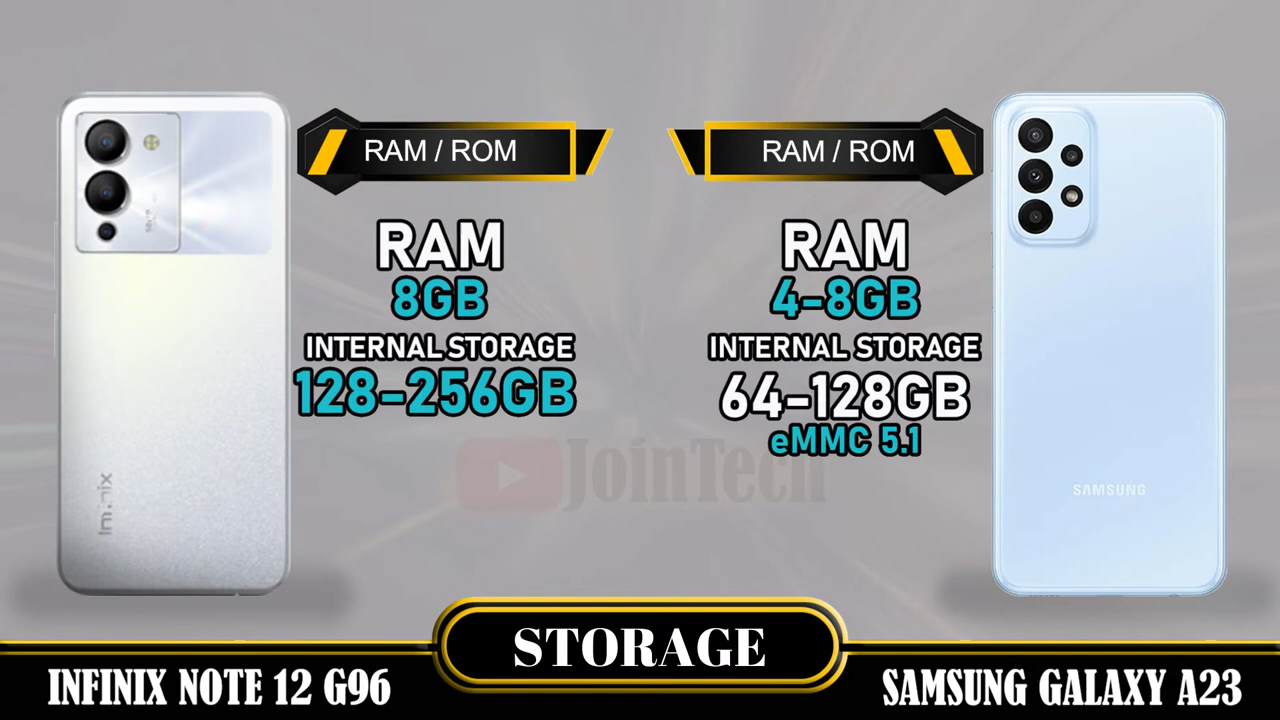 RAM / ROM
RAM
8GB
INTERNAL STORAGE
128-256GB
RAM / ROM
RAM
4-8GB
INTERNAL STORAGE
64-128GB
eMMC 5.1
JoinTech
SAMSUNG
STORAGE
INFINIX NOTE 12 G96
SAMSUNG GALAXY A23